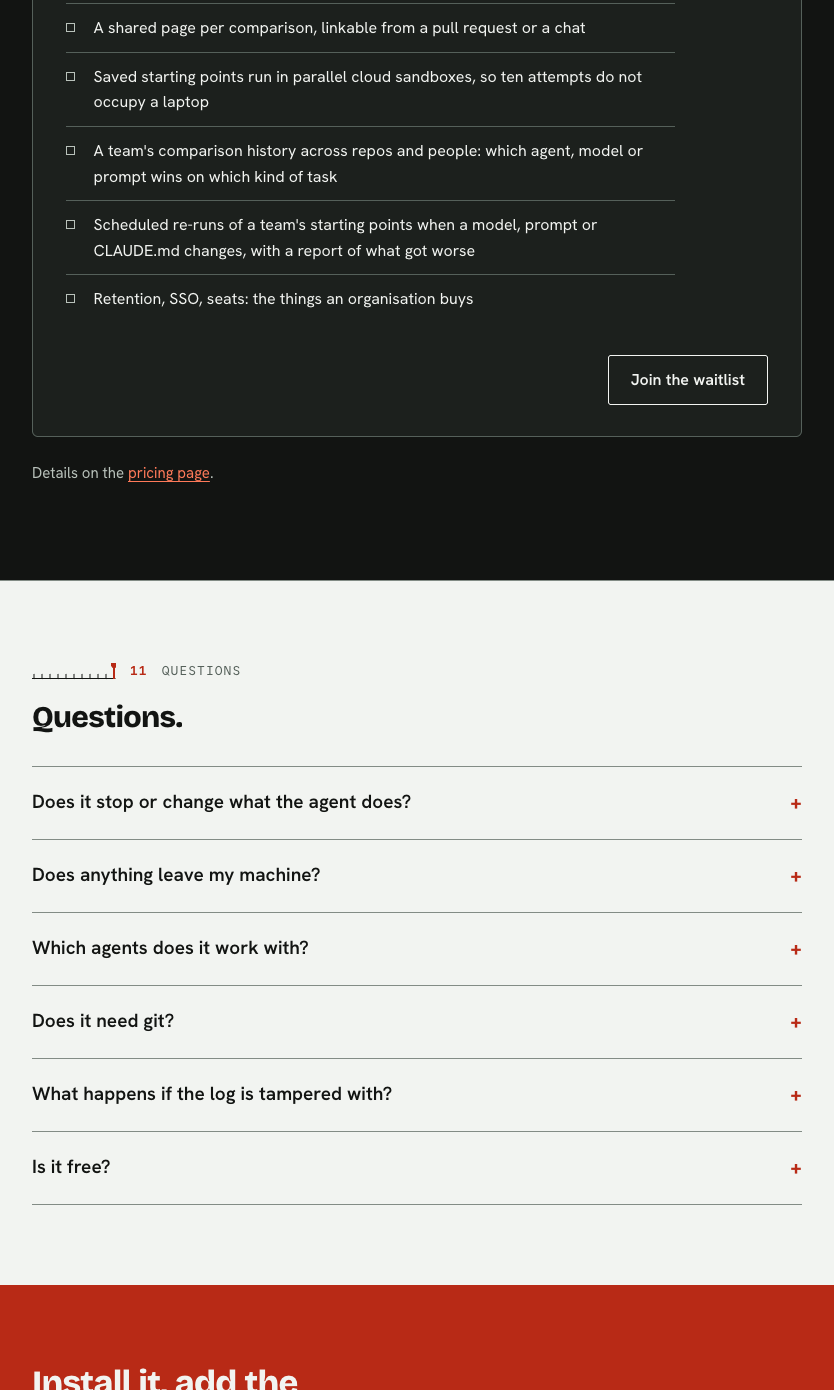 A shared page per comparison, linkable from a pull request or a chat
Saved starting points run in parallel cloud sandboxes, so ten attempts do not
occupy a laptop
A team's comparison history across repos and people: which agent, model or
prompt wins on which kind of task
Scheduled re-runs of a team's starting points when a model, prompt or
CLAUDE.md changes, with a report of what got worse
Retention, SSO, seats: the things an organisation buys
Join the waitlist
Details on the pricing page.
11 QUESTIONS
Questions.
Does it stop or change what the agent does?
+
Does anything leave my machine?
+
Which agents does it work with?
+
Does it need git?
+
What happens if the log is tampered with?
+
Is it free?
+
Install it, add the